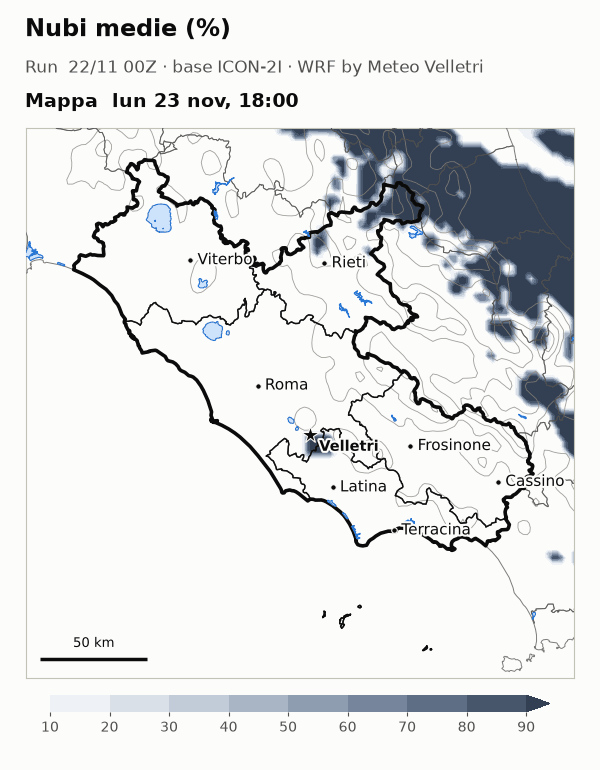 Nubi medie (%)
Run 22/11 00Z · base ICON-2I · WRF by Meteo Velletri
Mappa lun 23 nov, 18:00
Viterbo
Rieti
Roma
Velletri
Frosinone
Cassino
Latina
Terracina
50 km
10 20 30 40 50 60 70 80 90